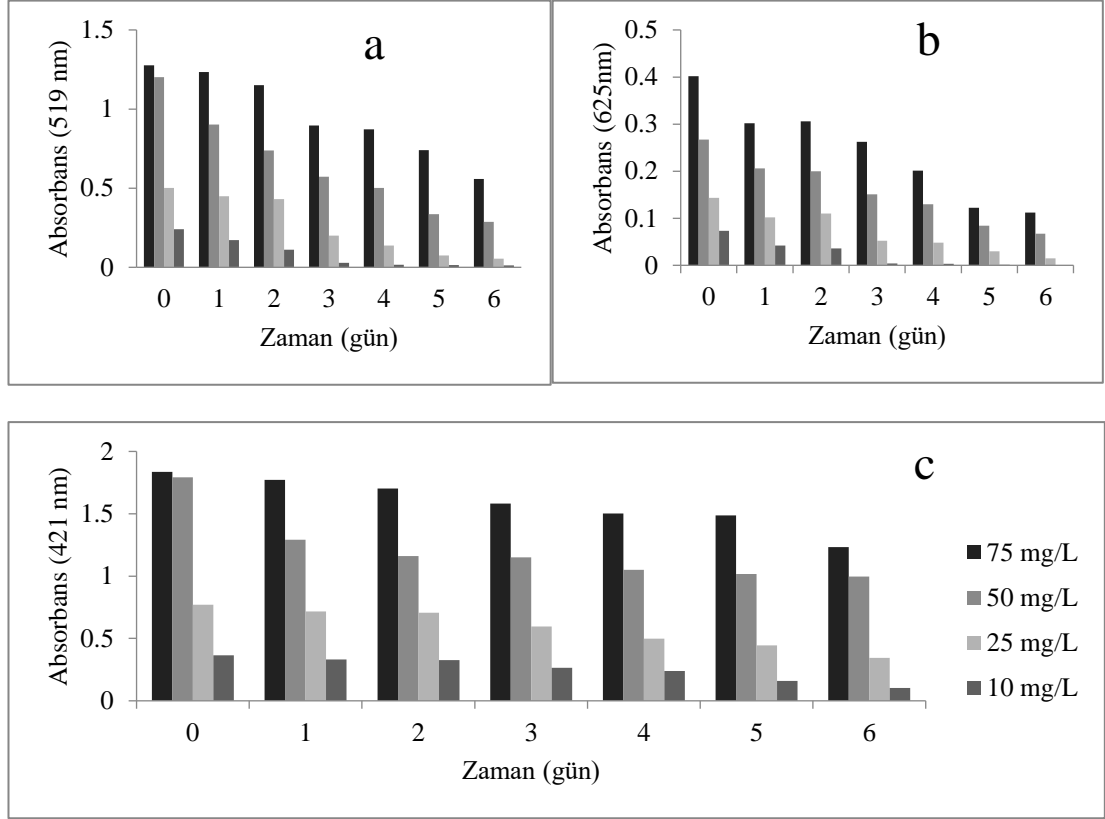 a
Absorbans (519 nm)
1.5
1
0.5
0
0 1 2 3 4 5 6
Zaman (gün)
b
Absorbans (625nm)
0.5
0.4
0.3
0.2
0.1
0
0 1 2 3 4 5 6
Zaman (gün)
c
Absorbans (421 nm)
2
1.5
1
0.5
0
0 1 2 3 4 5 6
Zaman (gün)
75 mg/L
50 mg/L
25 mg/L
10 mg/L